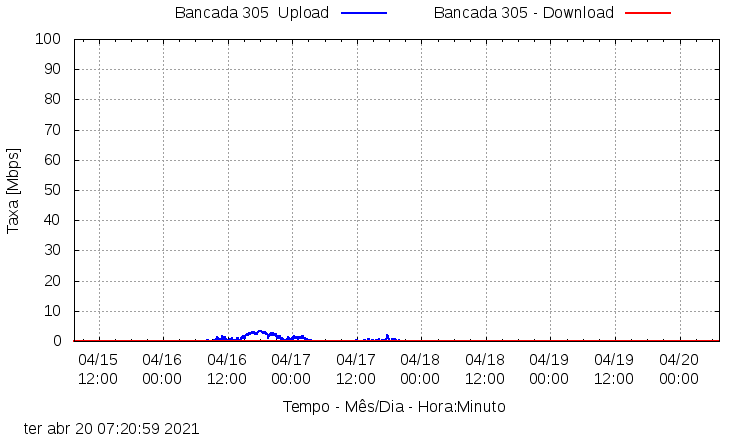 Bancada 305  Upload
Bancada 305 - Download
100
90
80
70
60
50
40
30
20
10
0
Taxa [Mbps]
04/15 04/16 04/16 04/17 04/17 04/18 04/18 04/19 04/19 04/20
12:00 00:00 12:00 00:00 12:00 00:00 12:00 00:00 12:00 00:00
Tempo - Mês/Dia - Hora:Minuto
ter abr 20 07:20:59 2021